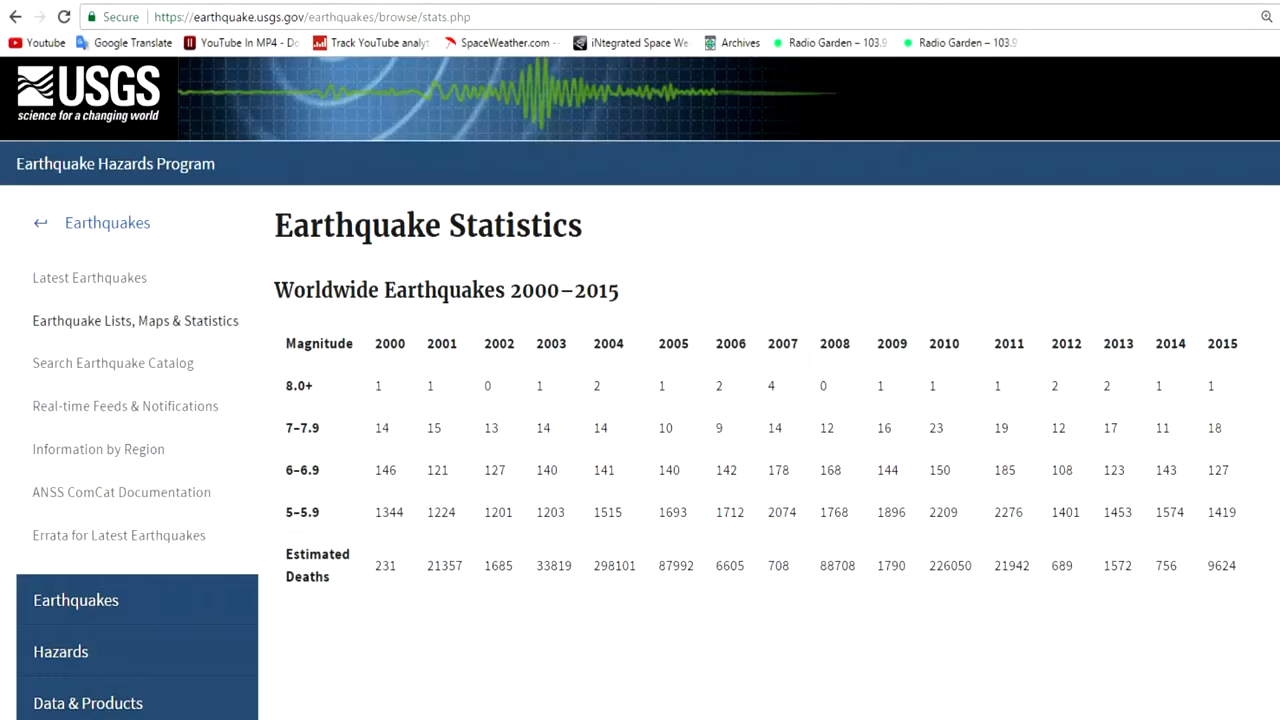 Secure https://earthquake.usgs.gov/earthquakes/browse/stats.php
Youtube Google Translate YouTube In MP4 - Do Track YouTube analyt SpaceWeather.com -- iNtegrated Space We Archives Radio Garden – 103.9 Radio Garden – 103.9
USGS
science for a changing world
Earthquake Hazards Program
Earthquakes
Latest Earthquakes
Earthquake Lists, Maps & Statistics
Search Earthquake Catalog
Real-time Feeds & Notifications
Information by Region
ANSS ComCat Documentation
Errata for Latest Earthquakes
Earthquakes
Hazards
Data & Products
Earthquake Statistics
Worldwide Earthquakes 2000–2015
Magnitude 2000 2001 2002 2003 2004 2005 2006 2007 2008 2009 2010 2011 2012 2013 2014 2015
8.0+ 1 1 0 1 2 1 2 4 0 1 1 1 2 2 1 1
7–7.9 14 15 13 14 14 10 9 14 12 16 23 19 12 17 11 18
6–6.9 146 121 127 140 141 140 142 178 168 144 150 185 108 123 143 127
5–5.9 1344 1224 1201 1203 1515 1693 1712 2074 1768 1896 2209 2276 1401 1453 1574 1419
Estimated
Deaths 231 21357 1685 33819 298101 87992 6605 708 88708 1790 226050 21942 689 1572 756 9624